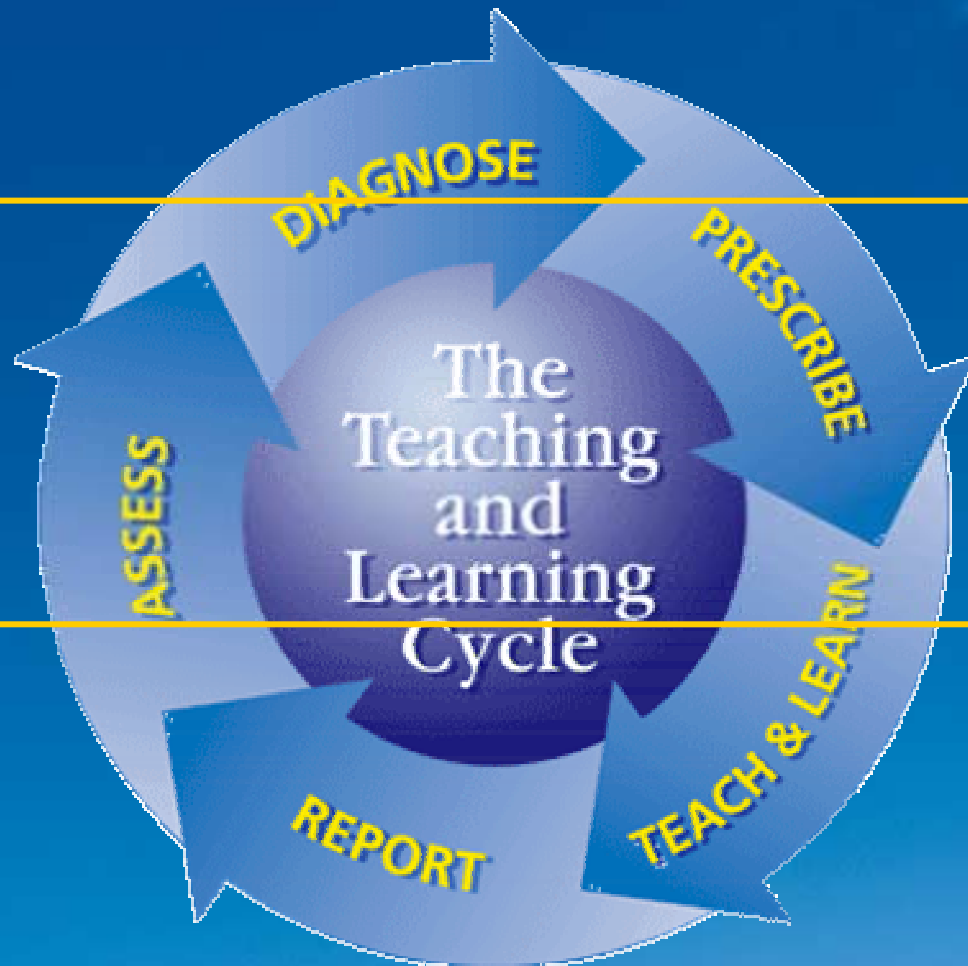 DIAGNOSE
PRESCRIBE
The
Teaching
and
Learning
Cycle
ASSESS
TEACH & LEARN
REPORT